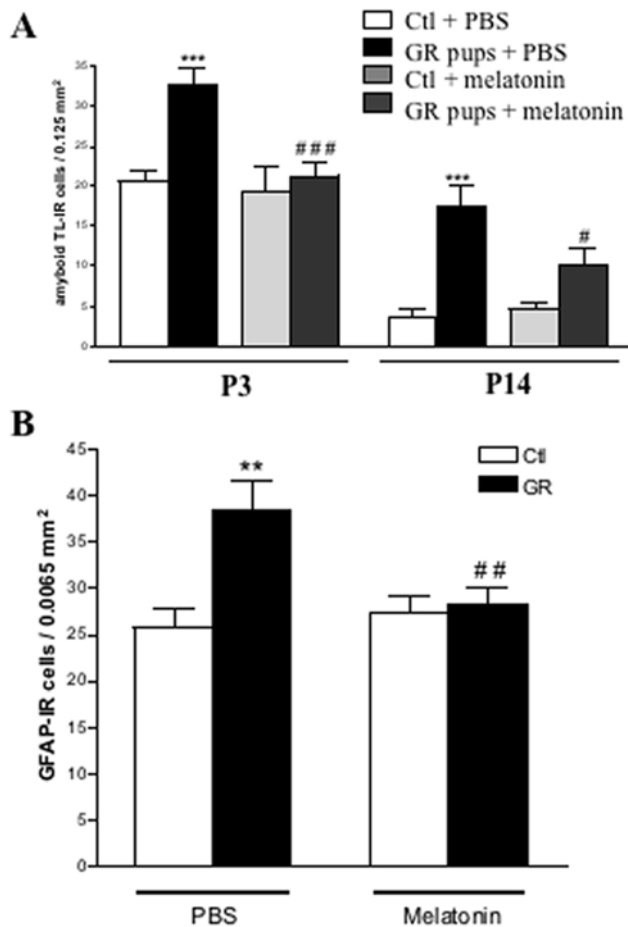 A
Ctl + PBS
GR pups + PBS
Ctl + melatonin
GR pups + melatonin
amyboid TL-IR cells / 0.125 mm²
35
30
25
20
15
10
5
0
***
###
***
#
P3
P14
B
Ctl
GR
GFAP-IR cells / 0.0065 mm²
45
40
35
30
25
20
15
10
5
0
**
##
PBS
Melatonin